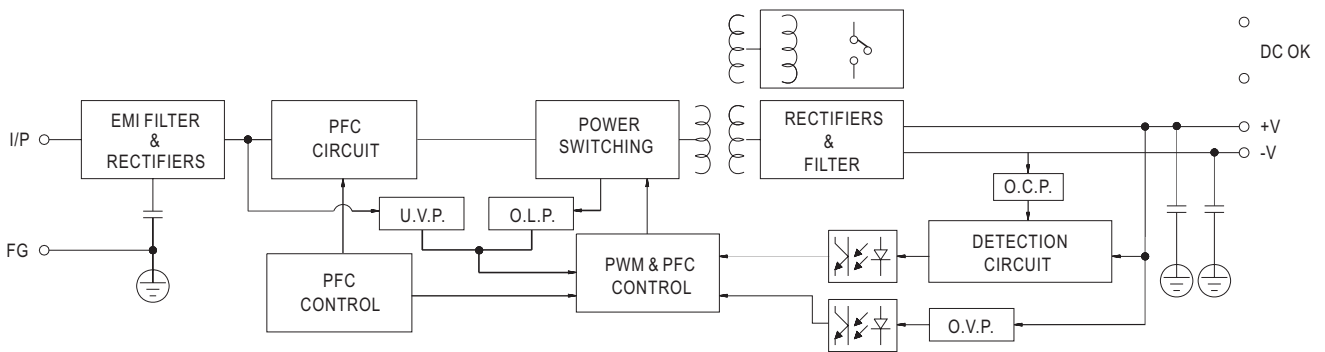 DC OK
I/P
EMI FILTER
&
RECTIFIERS
PFC
CIRCUIT
POWER
SWITCHING
RECTIFIERS
&
FILTER
+V
-V
O.C.P.
U.V.P.
O.L.P.
FG
PFC
CONTROL
PWM & PFC
CONTROL
DETECTION
CIRCUIT
O.V.P.